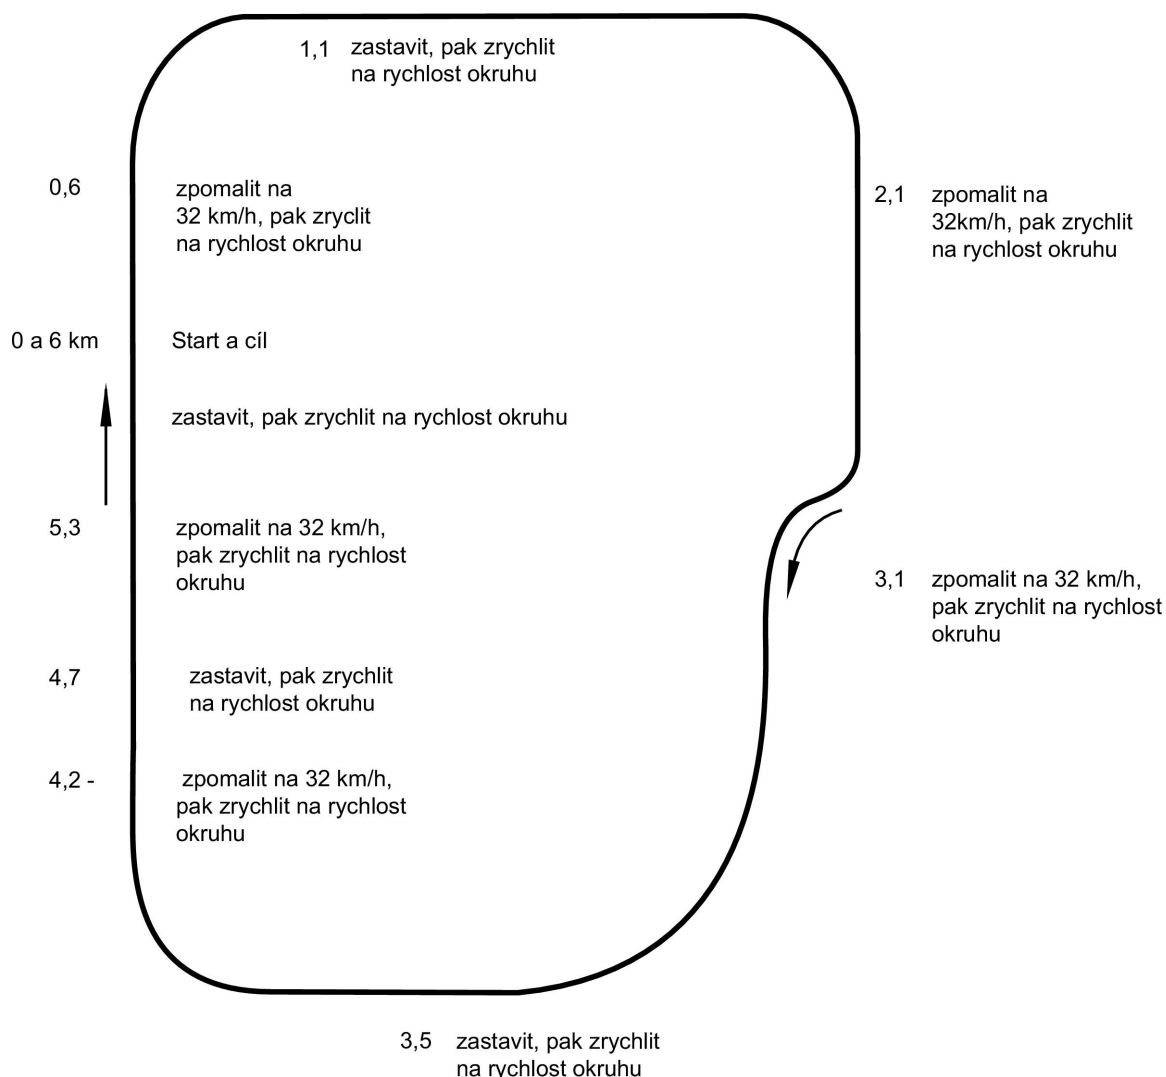 1,1 zastavit, pak zrychlit
na rychlost okruhu
0,6 zpomalit na
32 km/h, pak zryclit
na rychlost okruhu
2,1 zpomalit na
32km/h, pak zrychlit
na rychlost okruhu
0 a 6 km Start a cíl
zastavit, pak zrychlit na rychlost okruhu
5,3 zpomalit na 32 km/h,
pak zrychlit na rychlost
okruhu
3,1 zpomalit na 32 km/h,
pak zrychlit na rychlost
okruhu
4,7 zastavit, pak zrychlit
na rychlost okruhu
4,2 - zpomalit na 32 km/h,
pak zrychlit na rychlost
okruhu
3,5 zastavit, pak zrychlit
na rychlost okruhu